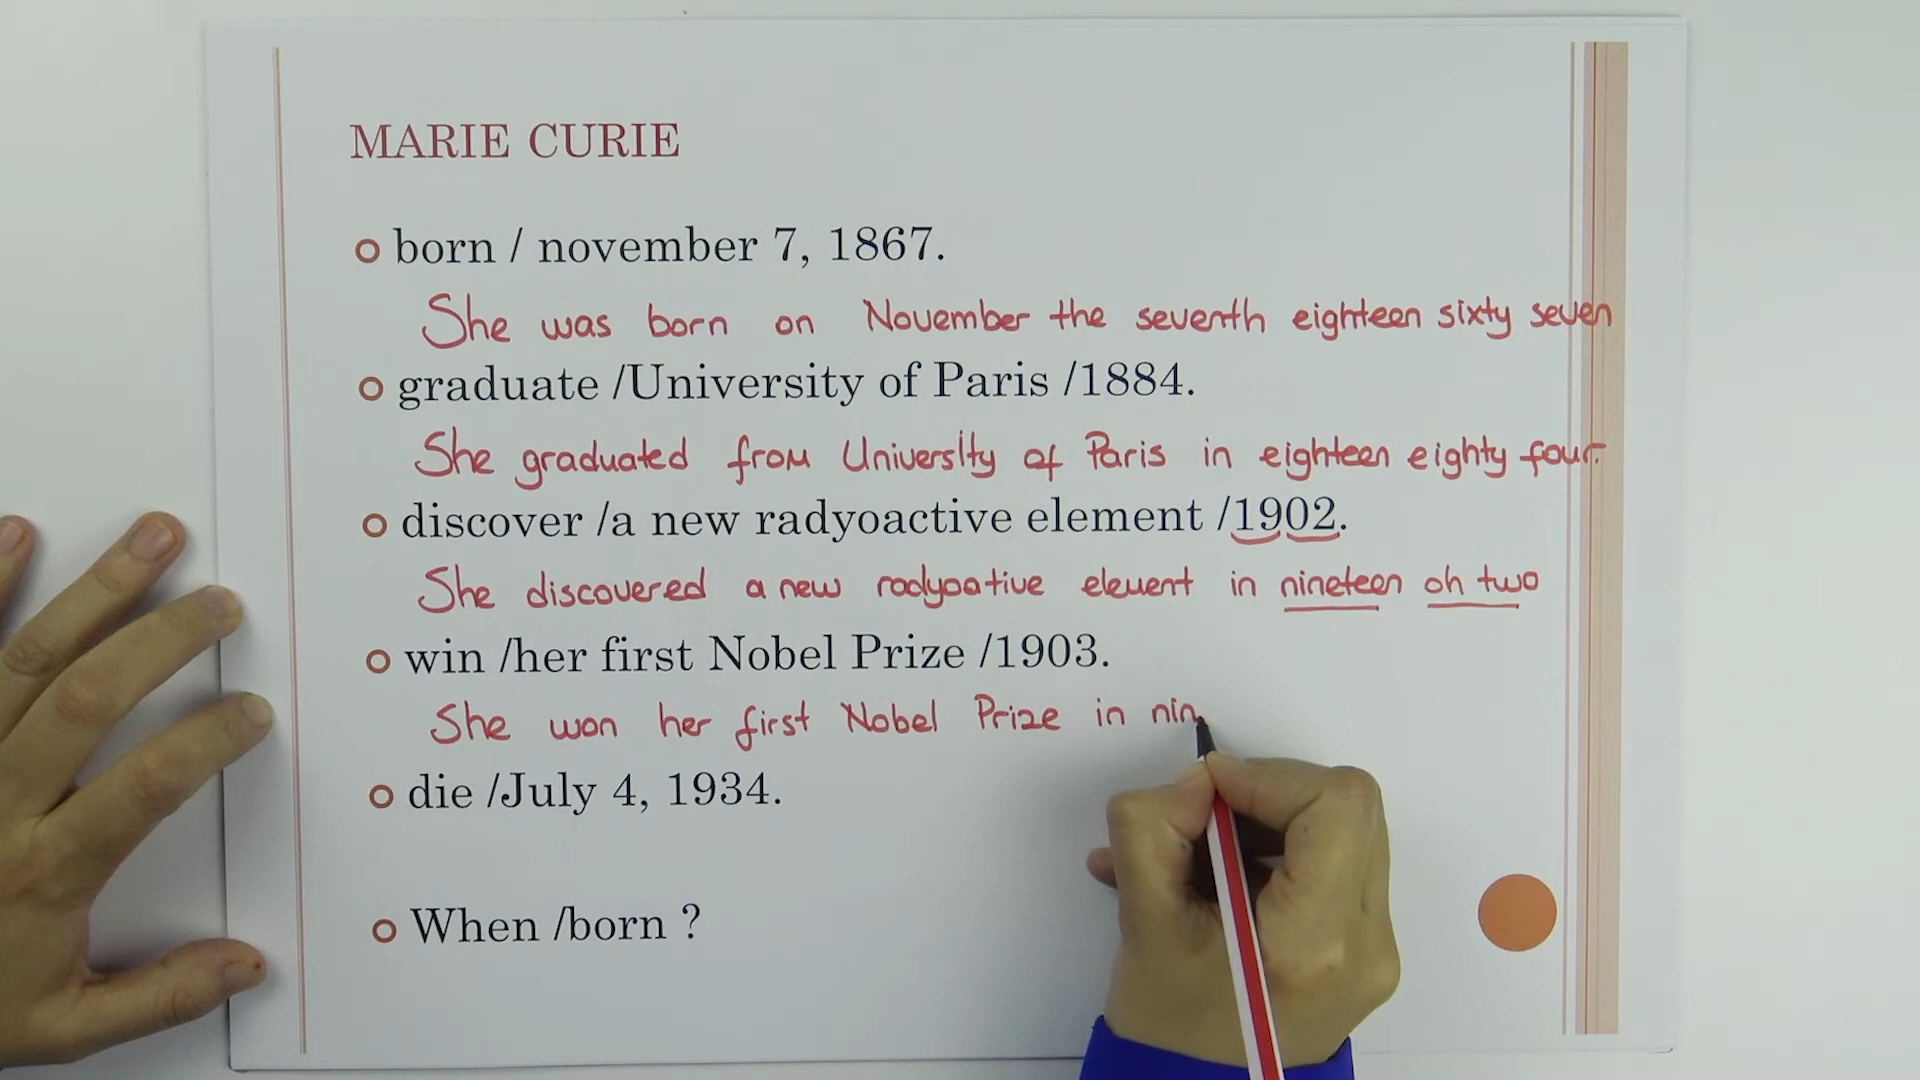 MARIE CURIE
born / november 7, 1867.
She was born on November the seventh eighteen sixty seven
graduate /University of Paris /1884.
She graduated from University of Paris in eighteen eighty four.
discover /a new radyoactive element /1902.
She discovered a new radyoative element in nineteen oh two
win /her first Nobel Prize /1903.
She won her first Nobel Prize in nin
die /July 4, 1934.
When /born ?